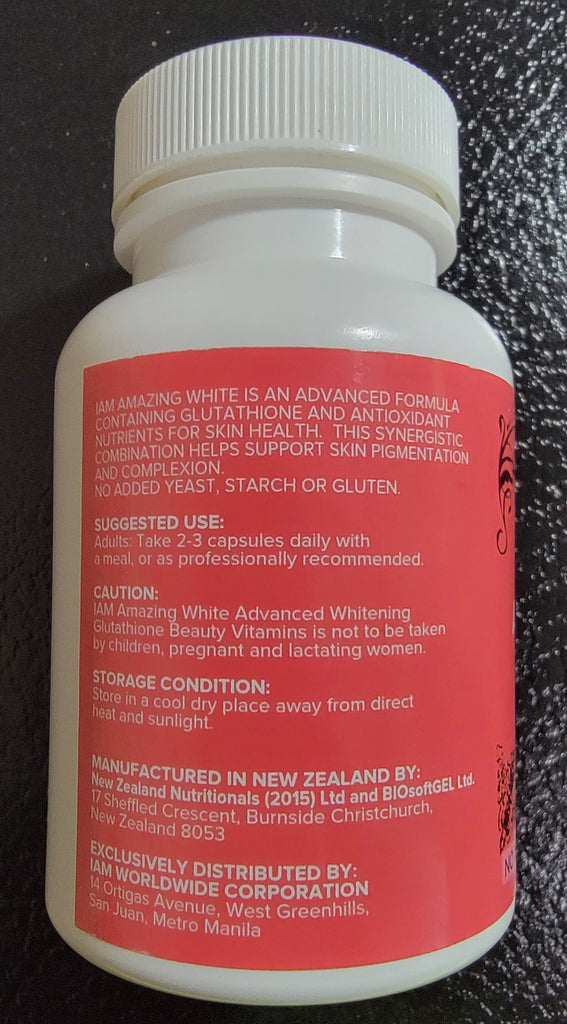 IAM AMAZING WHITE IS AN ADVANCED FORMULA
CONTAINING GLUTATHIONE AND ANTIOXIDANT
NUTRIENTS FOR SKIN HEALTH. THIS SYNERGISTIC
COMBINATION HELPS SUPPORT SKIN PIGMENTATION
AND COMPLEXION.
NO ADDED YEAST, STARCH OR GLUTEN.
SUGGESTED USE:
Adults: Take 2-3 capsules daily with
a meal, or as professionally recommended.
CAUTION:
IAM Amazing White Advanced Whitening
Glutathione Beauty Vitamins is not to be taken
by children, pregnant and lactating women.
STORAGE CONDITION:
Store in a cool dry place away from direct
heat and sunlight.
MANUFACTURED IN NEW ZEALAND BY:
New Zealand Nutritionals (2015) Ltd and BIOsoftGEL Ltd.
17 Sheffled Crescent, Burnside Christchurch,
New Zealand 8053
EXCLUSIVELY DISTRIBUTED BY:
IAM WORLDWIDE CORPORATION
14 Ortigas Avenue, West Greenhills,
San Juan, Metro Manila